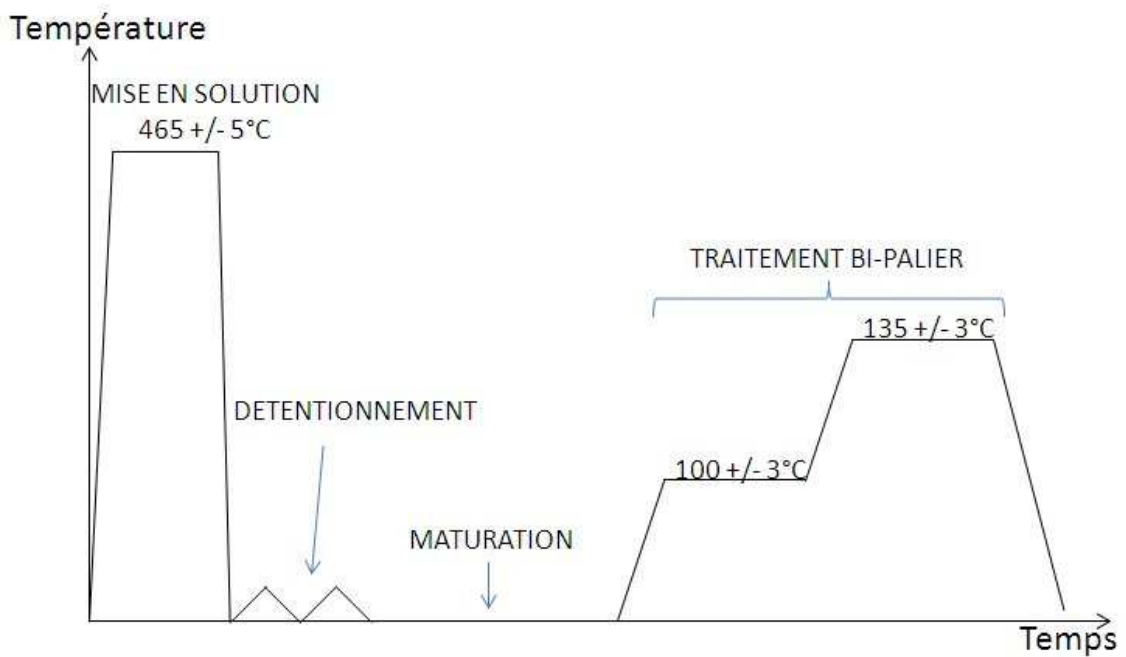 Température
MISE EN SOLUTION
465 +/- 5°C
TRAITEMENT BI-PALIER
135 +/- 3°C
DETENTIONNEMENT
100 +/- 3°C
MATURATION
Temps